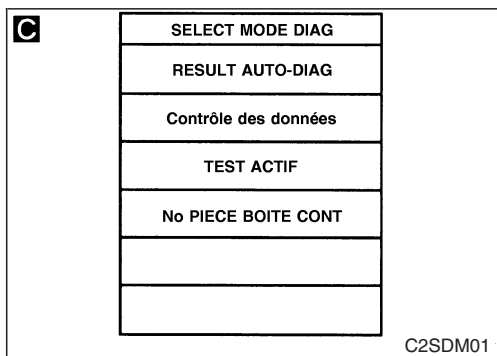 C
SELECT MODE DIAG
RESULT AUTO-DIAG
Contrôle des données
TEST ACTIF
No PIECE BOITE CONT
C2SDM01